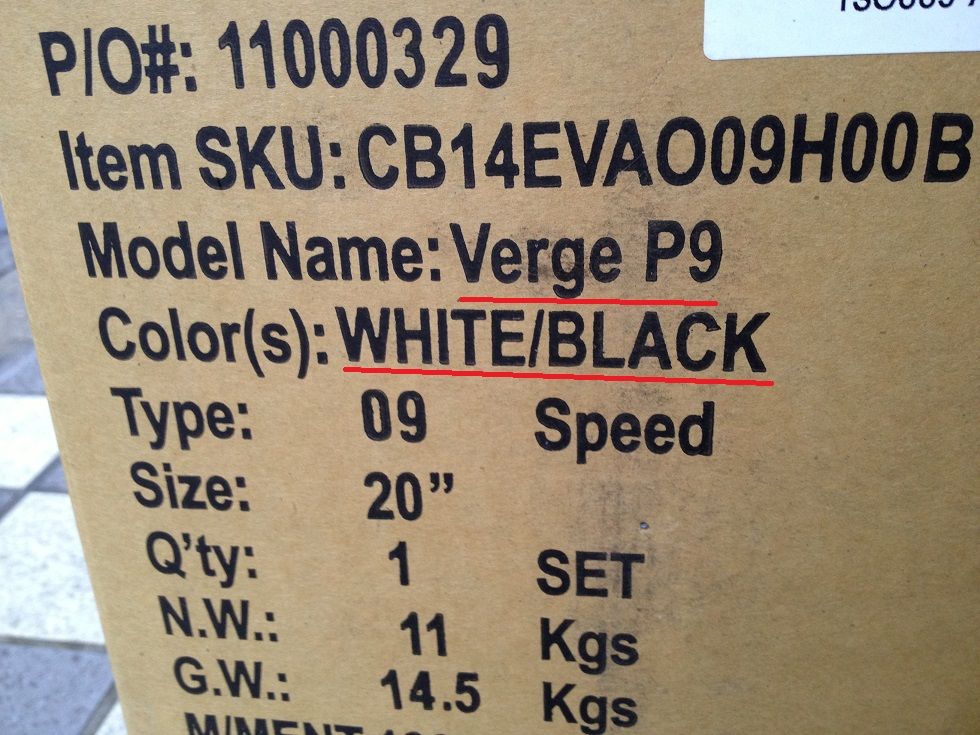 P/O#: 11000329
Item SKU: CB14EVAO09H00B
Model Name: Verge P9
Color(s): WHITE/BLACK
Type: 09 Speed
Size: 20”
Q’ty: 1 SET
N.W.: 11 Kgs
G.W.: 14.5 Kgs